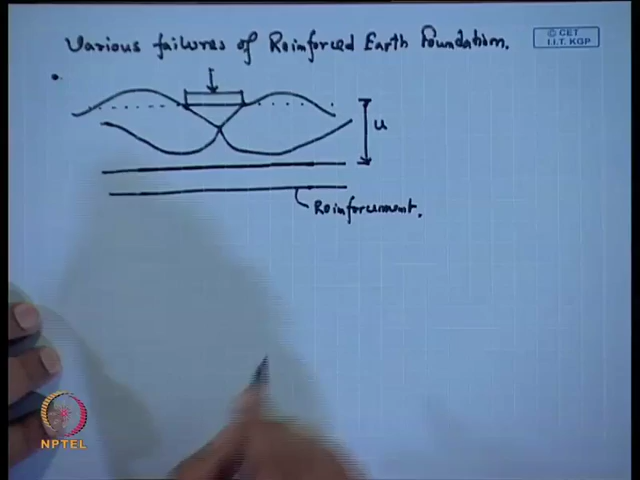 Various failures of Reinforced Earth Foundation.
© CET
I.I.T. KGP
u
Reinforcement.
NPTEL